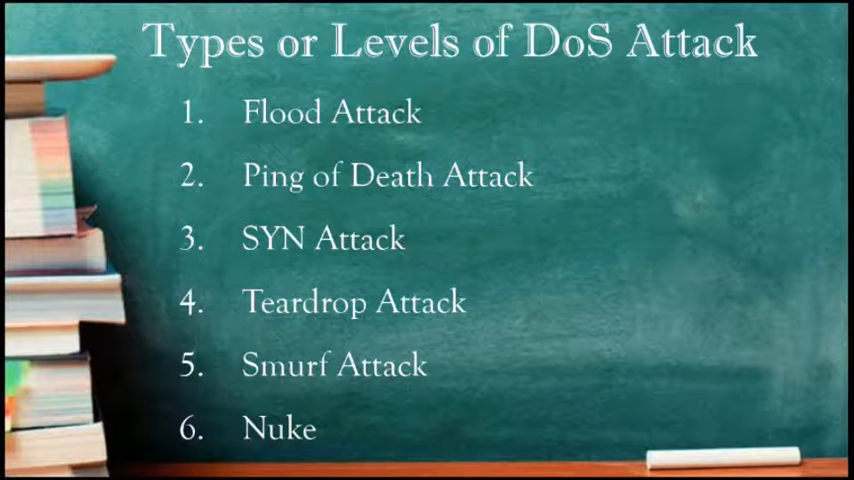 Types or Levels of DoS Attack
1. Flood Attack
2. Ping of Death Attack
3. SYN Attack
4. Teardrop Attack
5. Smurf Attack
6. Nuke